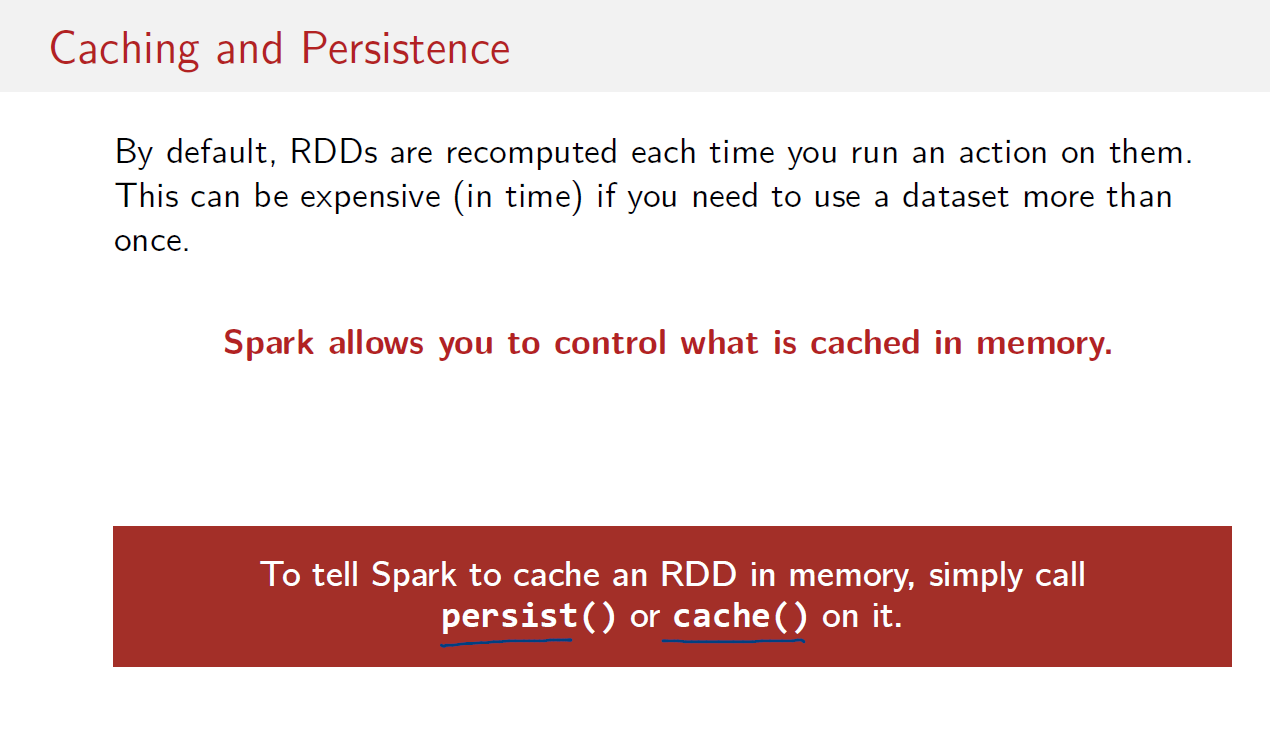 Caching and Persistence
By default, RDDs are recomputed each time you run an action on them.
This can be expensive (in time) if you need to use a dataset more than
once.
Spark allows you to control what is cached in memory.
To tell Spark to cache an RDD in memory, simply call
persist() or cache() on it.